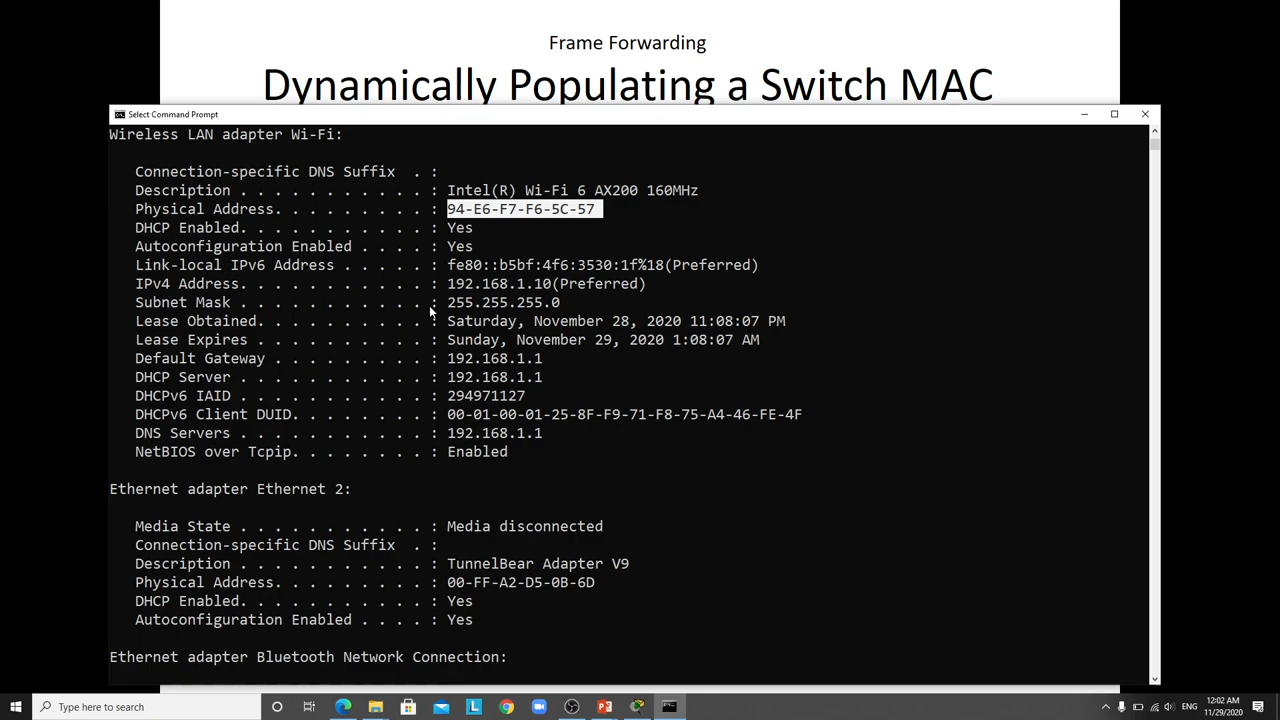 Frame Forwarding
Dynamically Populating a Switch MAC
Select Command Prompt
Wireless LAN adapter Wi-Fi:
Connection-specific DNS Suffix . :
Description . . . . . . . . . . . : Intel(R) Wi-Fi 6 AX200 160MHz
Physical Address. . . . . . . . . : 94-E6-F7-F6-5C-57
DHCP Enabled. . . . . . . . . . . : Yes
Autoconfiguration Enabled . . . . : Yes
Link-local IPv6 Address . . . . . : fe80::b5bf:4f6:3530:1f%18(Preferred)
IPv4 Address. . . . . . . . . . . : 192.168.1.10(Preferred)
Subnet Mask . . . . . . . . . . . : 255.255.255.0
Lease Obtained. . . . . . . . . . : Saturday, November 28, 2020 11:08:07 PM
Lease Expires . . . . . . . . . . : Sunday, November 29, 2020 1:08:07 AM
Default Gateway . . . . . . . . . : 192.168.1.1
DHCP Server . . . . . . . . . . . : 192.168.1.1
DHCPv6 IAID . . . . . . . . . . . : 294971127
DHCPv6 Client DUID. . . . . . . . : 00-01-00-01-25-8F-F9-71-F8-75-A4-46-FE-4F
DNS Servers . . . . . . . . . . . : 192.168.1.1
NetBIOS over Tcpip. . . . . . . . : Enabled
Ethernet adapter Ethernet 2:
Media State . . . . . . . . . . . : Media disconnected
Connection-specific DNS Suffix . :
Description . . . . . . . . . . . : TunnelBear Adapter V9
Physical Address. . . . . . . . . : 00-FF-A2-D5-0B-6D
DHCP Enabled. . . . . . . . . . . : Yes
Autoconfiguration Enabled . . . . : Yes
Ethernet adapter Bluetooth Network Connection:
Type here to search
ENG
12:02 AM
11/29/2020